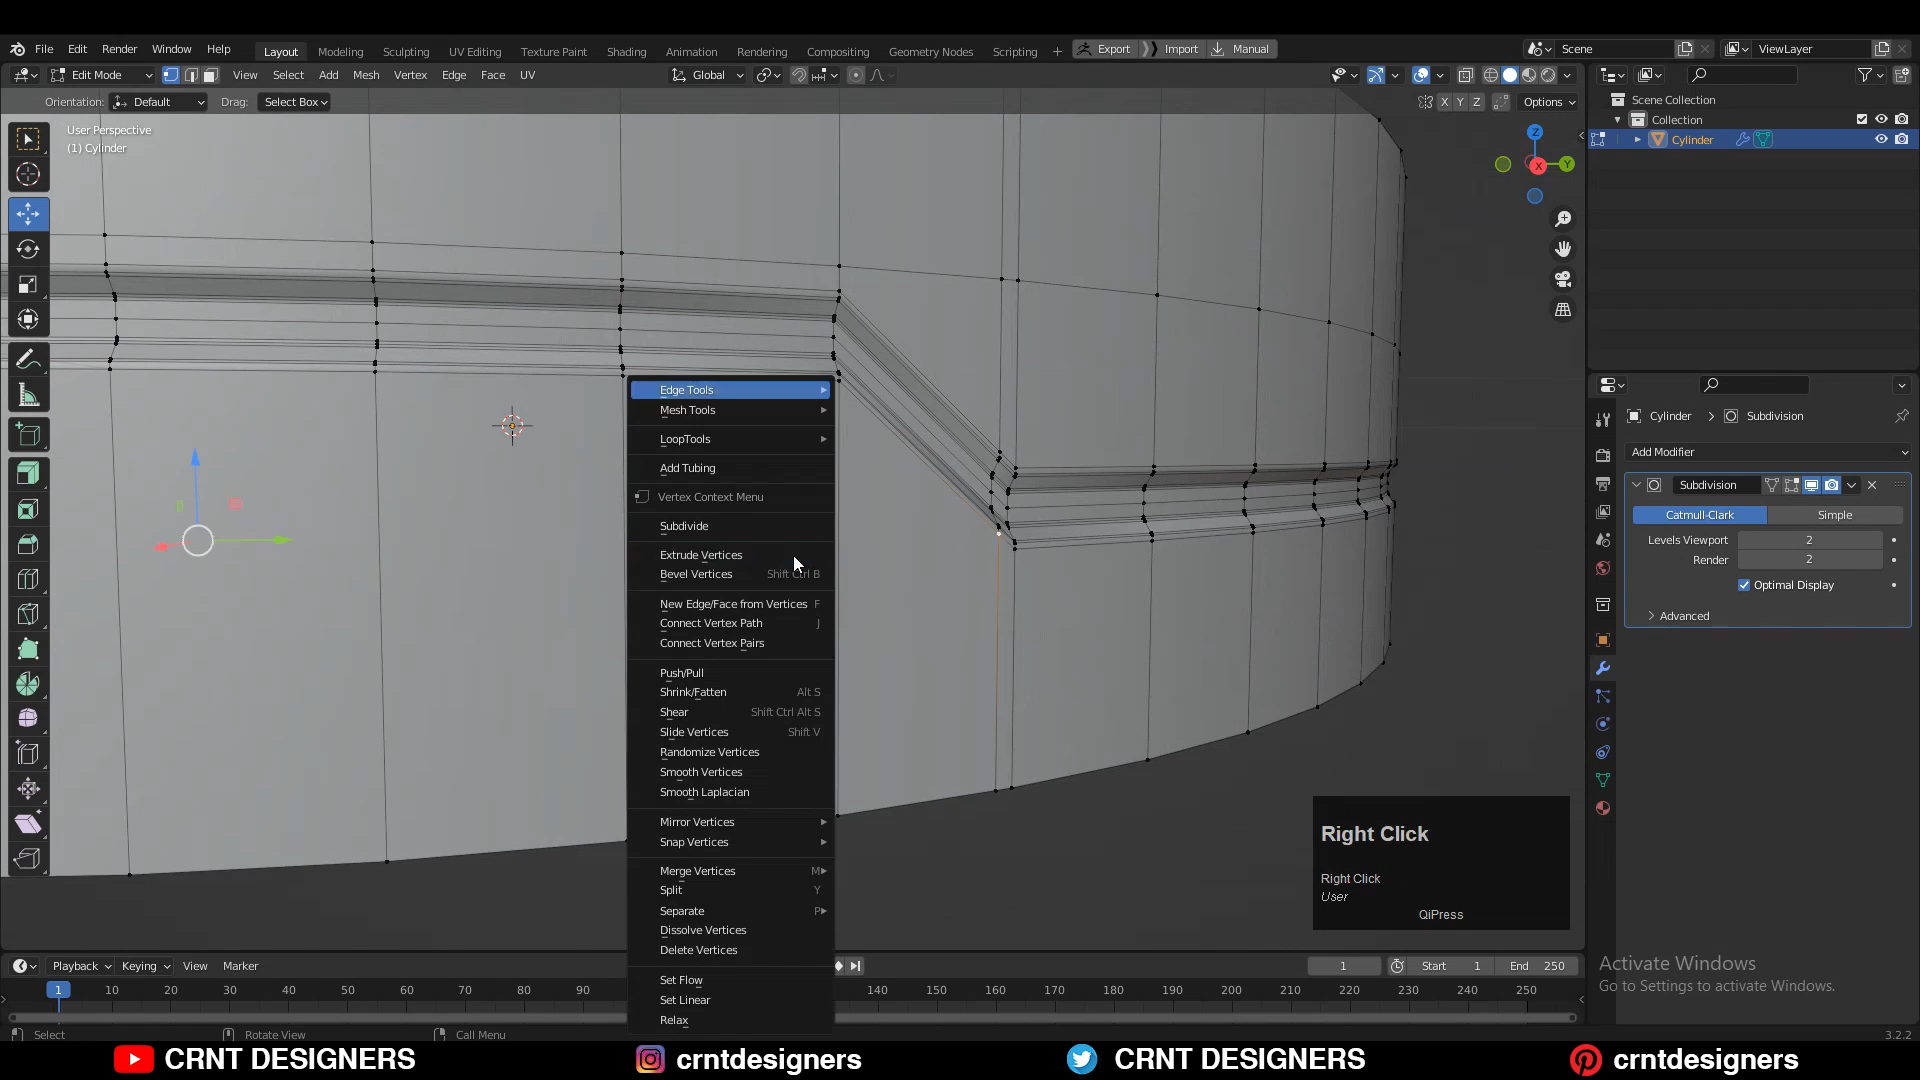 File Edit Render Window Help Layout Modeling Sculpting UV Editing Texture Paint Shading Animation Rendering Compositing Geometry Nodes Scripting + Export Import Manual Scene ViewLayer
Edit Mode View Select Add Mesh Vertex Edge Face UV Global
Orientation: Default Drag: Select Box X Y Z Options
User Perspective
(1) Cylinder
Z
Y
X
Scene Collection
Collection
Cylinder
Edge Tools
Mesh Tools
LoopTools
Add Tubing
Vertex Context Menu
Subdivide
Extrude Vertices
Bevel Vertices Shift Ctrl B
New Edge/Face from Vertices F
Connect Vertex Path J
Connect Vertex Pairs
Push/Pull
Shrink/Fatten Alt S
Shear Shift Ctrl Alt S
Slide Vertices Shift V
Randomize Vertices
Smooth Vertices
Smooth Laplacian
Mirror Vertices
Snap Vertices
Merge Vertices M
Split Y
Separate P
Dissolve Vertices
Delete Vertices
Set Flow
Set Linear
Relax
Cylinder > Subdivision
Add Modifier
Subdivision
Catmull-Clark Simple
Levels Viewport 2
Render 2
Optimal Display
Advanced
Right Click
Right Click
User
QiPress
Activate Windows
Go to Settings to activate Windows.
Playback Keying View Marker 1 Start 1 End 250
1 10 20 30 40 50 60 70 80 90 140 150 160 170 180 190 200 210 220 230 240 250
Select Rotate View Call Menu 3.2.2
CRNT DESIGNERS crntdesigners CRNT DESIGNERS crntdesigners